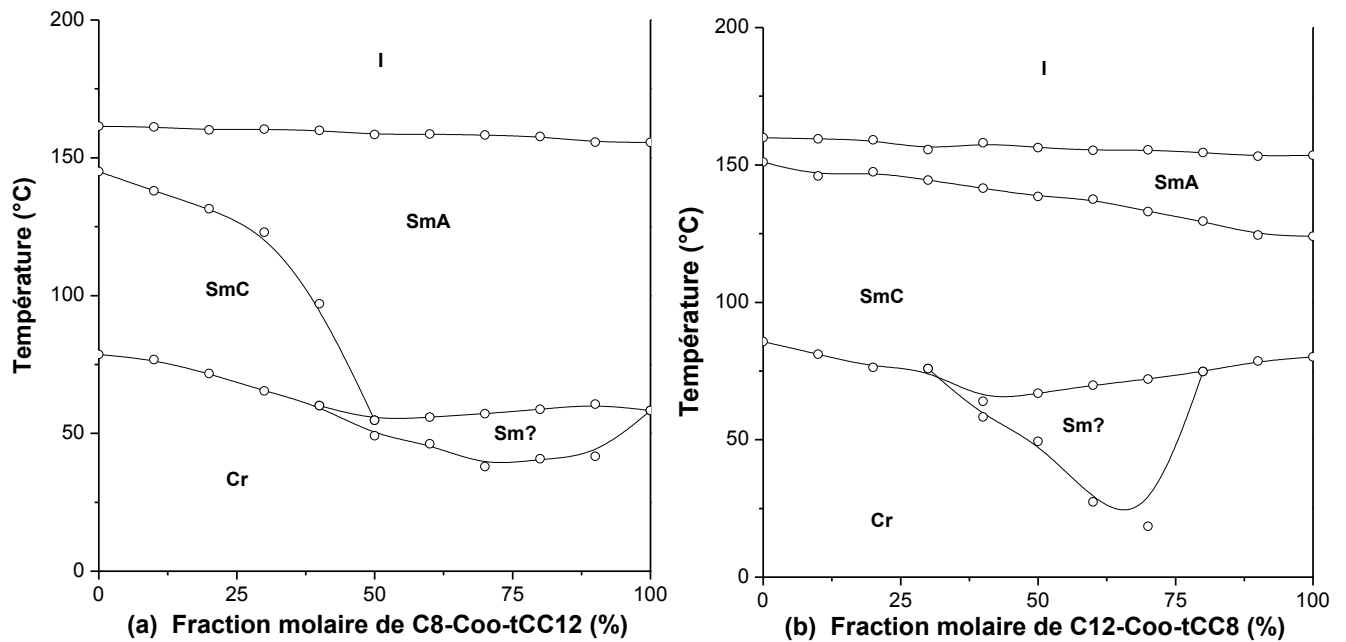 200
150
100
50
0
Température (°C)
I
SmA
SmC
Sm?
Cr
0 25 50 75 100
(a) Fraction molaire de C8-Coo-tCC12 (%)
200
150
100
50
0
Température (°C)
I
SmA
SmC
Sm?
Cr
0 25 50 75 100
(b) Fraction molaire de C12-Coo-tCC8 (%)